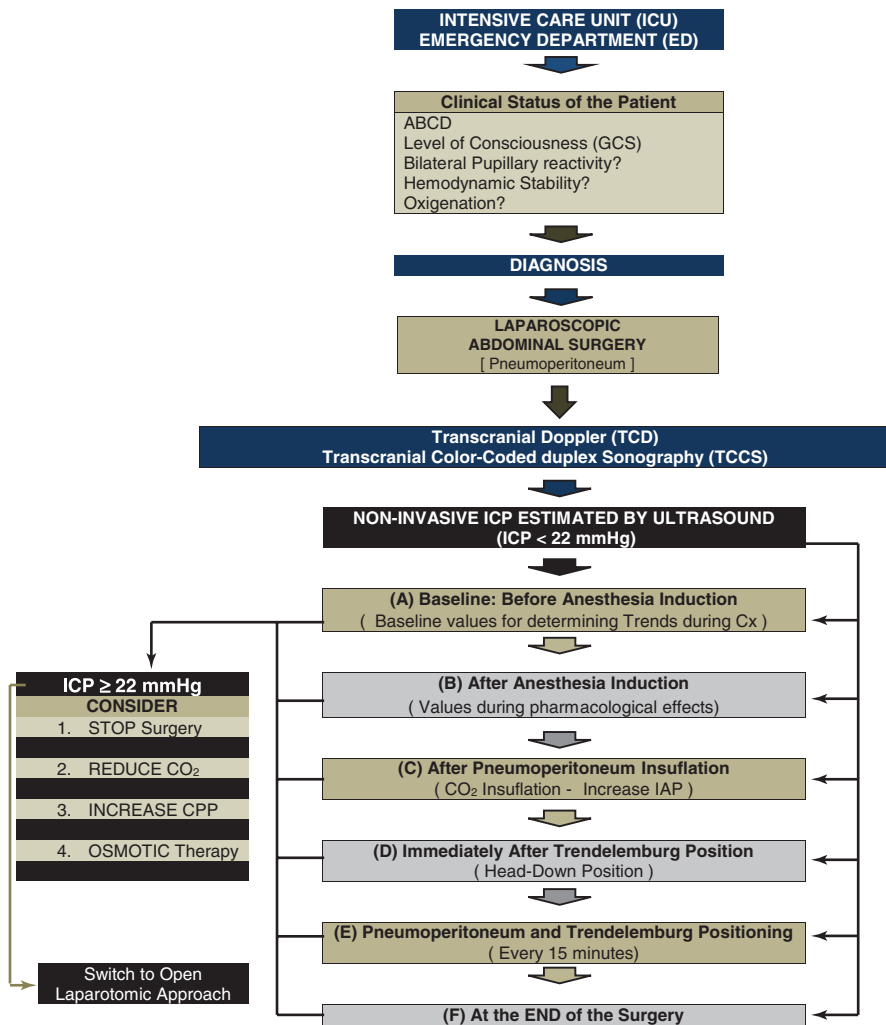 INTENSIVE CARE UNIT (ICU)
EMERGENCY DEPARTMENT (ED)
Clinical Status of the Patient
ABCD
Level of Consciousness (GCS)
Bilateral Pupillary reactivity?
Hemodynamic Stability?
Oxigenation?
DIAGNOSIS
LAPAROSCOPIC
ABDOMINAL SURGERY
[ Pneumoperitoneum ]
Transcranial Doppler (TCD)
Transcranial Color-Coded duplex Sonography (TCCS)
NON-INVASIVE ICP ESTIMATED BY ULTRASOUND
(ICP < 22 mmHg)
(A) Baseline: Before Anesthesia Induction
( Baseline values for determining Trends during Cx )
(B) After Anesthesia Induction
( Values during pharmacological effects)
(C) After Pneumoperitoneum Insuflation
( CO₂ Insuflation - Increase IAP )
(D) Immediately After Trendelemburg Position
( Head-Down Position )
(E) Pneumoperitoneum and Trendelemburg Positioning
( Every 15 minutes)
(F) At the END of the Surgery
ICP ≥ 22 mmHg
CONSIDER
1. STOP Surgery
2. REDUCE CO₂
3. INCREASE CPP
4. OSMOTIC Therapy
Switch to Open
Laparotomic Approach